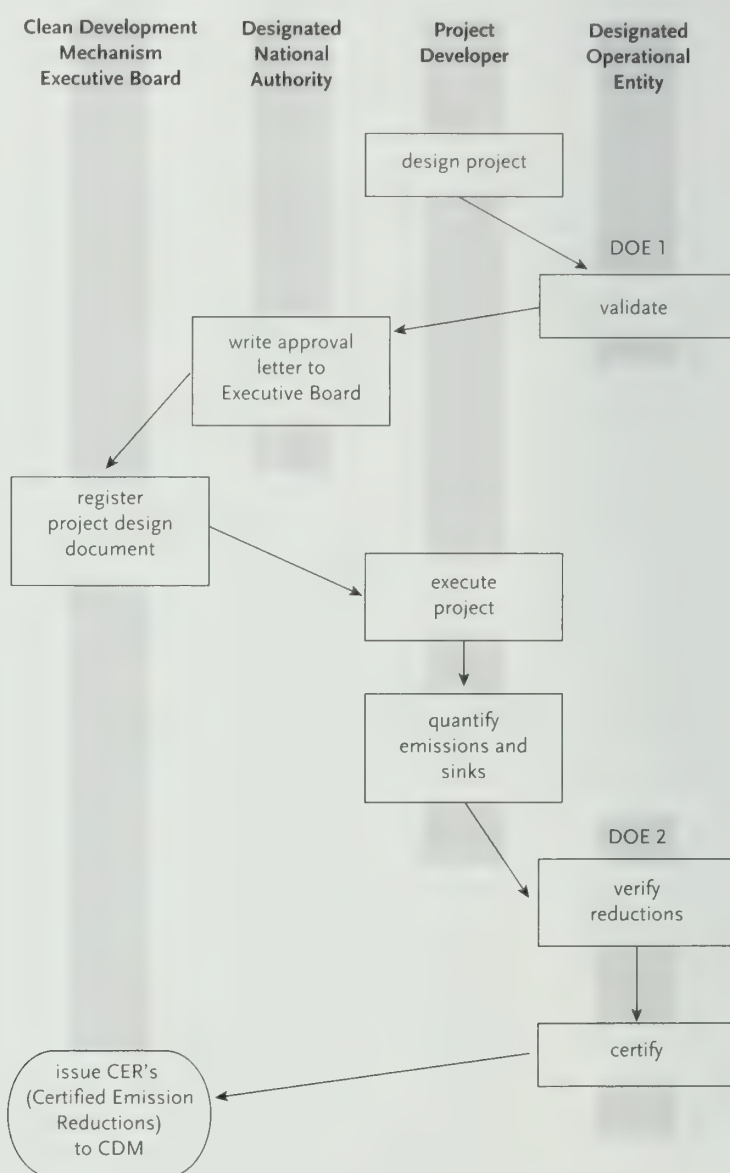 Clean Development
Mechanism
Executive Board
Designated
National
Authority
Project
Developer
Designated
Operational
Entity
design project
DOE 1
validate
write approval
letter to
Executive Board
register
project design
document
execute
project
quantify
emissions and
sinks
DOE 2
verify
reductions
certify
issue CER's
(Certified Emission
Reductions)
to CDM